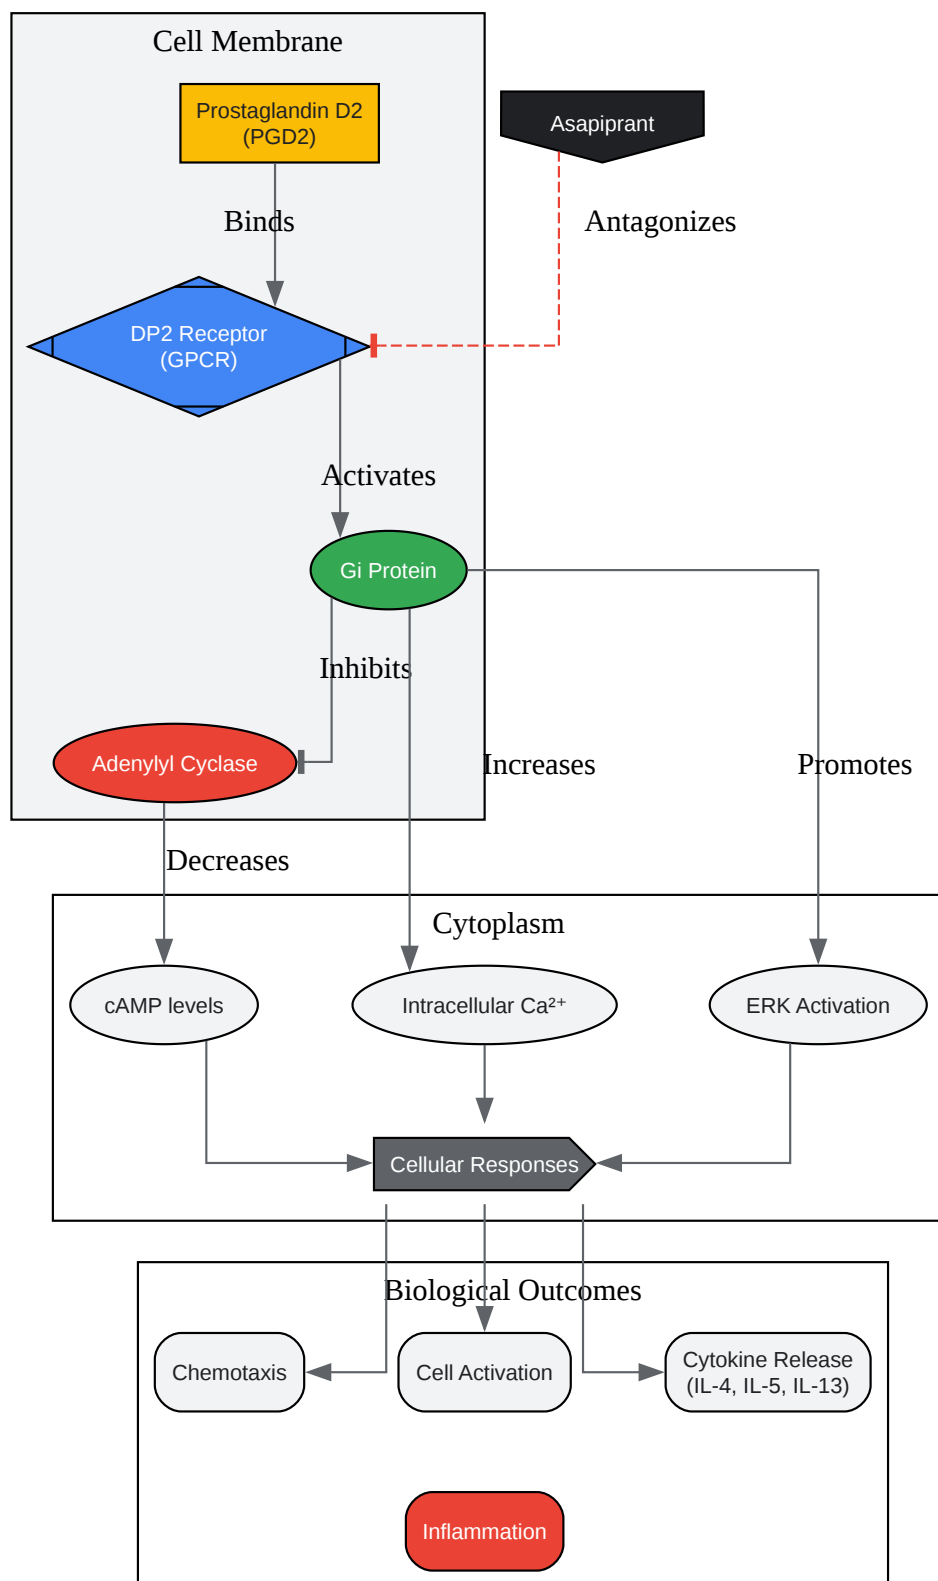 Cell Membrane
Prostaglandin D2
(PGD2)
Asapiprant
Binds
Antagonizes
DP2 Receptor
(GPCR)
Activates
Gi Protein
Inhibits
Adenylyl Cyclase
Increases
Promotes
Decreases
Cytoplasm
cAMP levels
Intracellular Ca²⁺
ERK Activation
Cellular Responses
Biological Outcomes
Chemotaxis
Cell Activation
Cytokine Release
(IL-4, IL-5, IL-13)
Inflammation